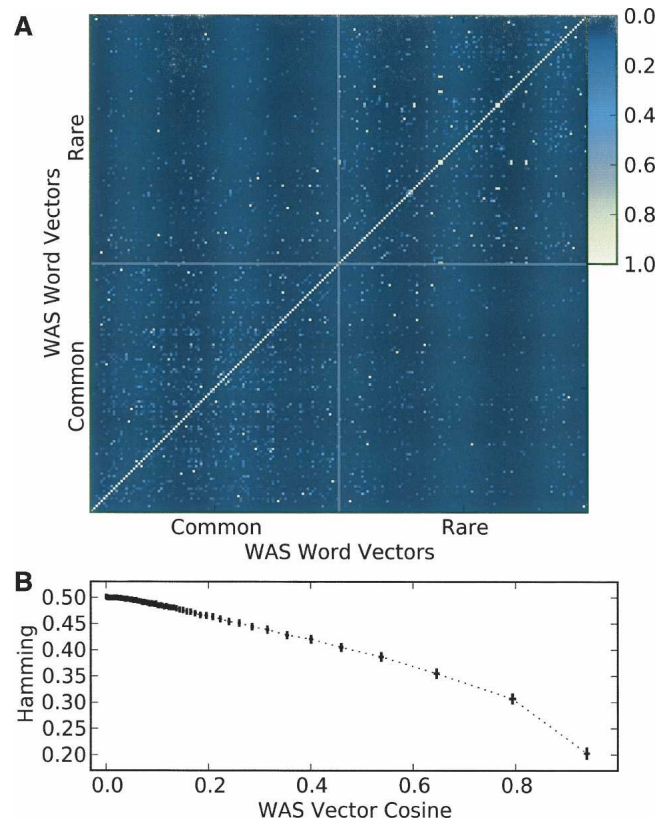 A
0.0
0.2
0.4
0.6
0.8
1.0
Rare
WAS Word Vectors
Common
Common Rare
WAS Word Vectors
B
0.50
0.45
0.40
0.35
0.30
0.25
0.20
Hamming
0.0 0.2 0.4 0.6 0.8
WAS Vector Cosine